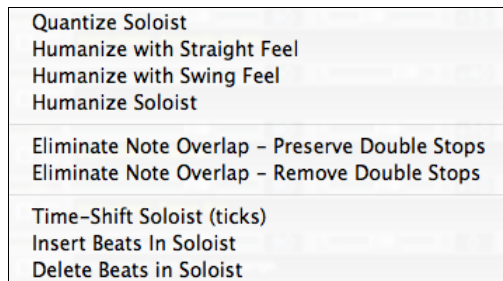 Quantize Soloist
Humanize with Straight Feel
Humanize with Swing Feel
Humanize Soloist
Eliminate Note Overlap – Preserve Double Stops
Eliminate Note Overlap – Remove Double Stops
Time-Shift Soloist (ticks)
Insert Beats In Soloist
Delete Beats in Soloist